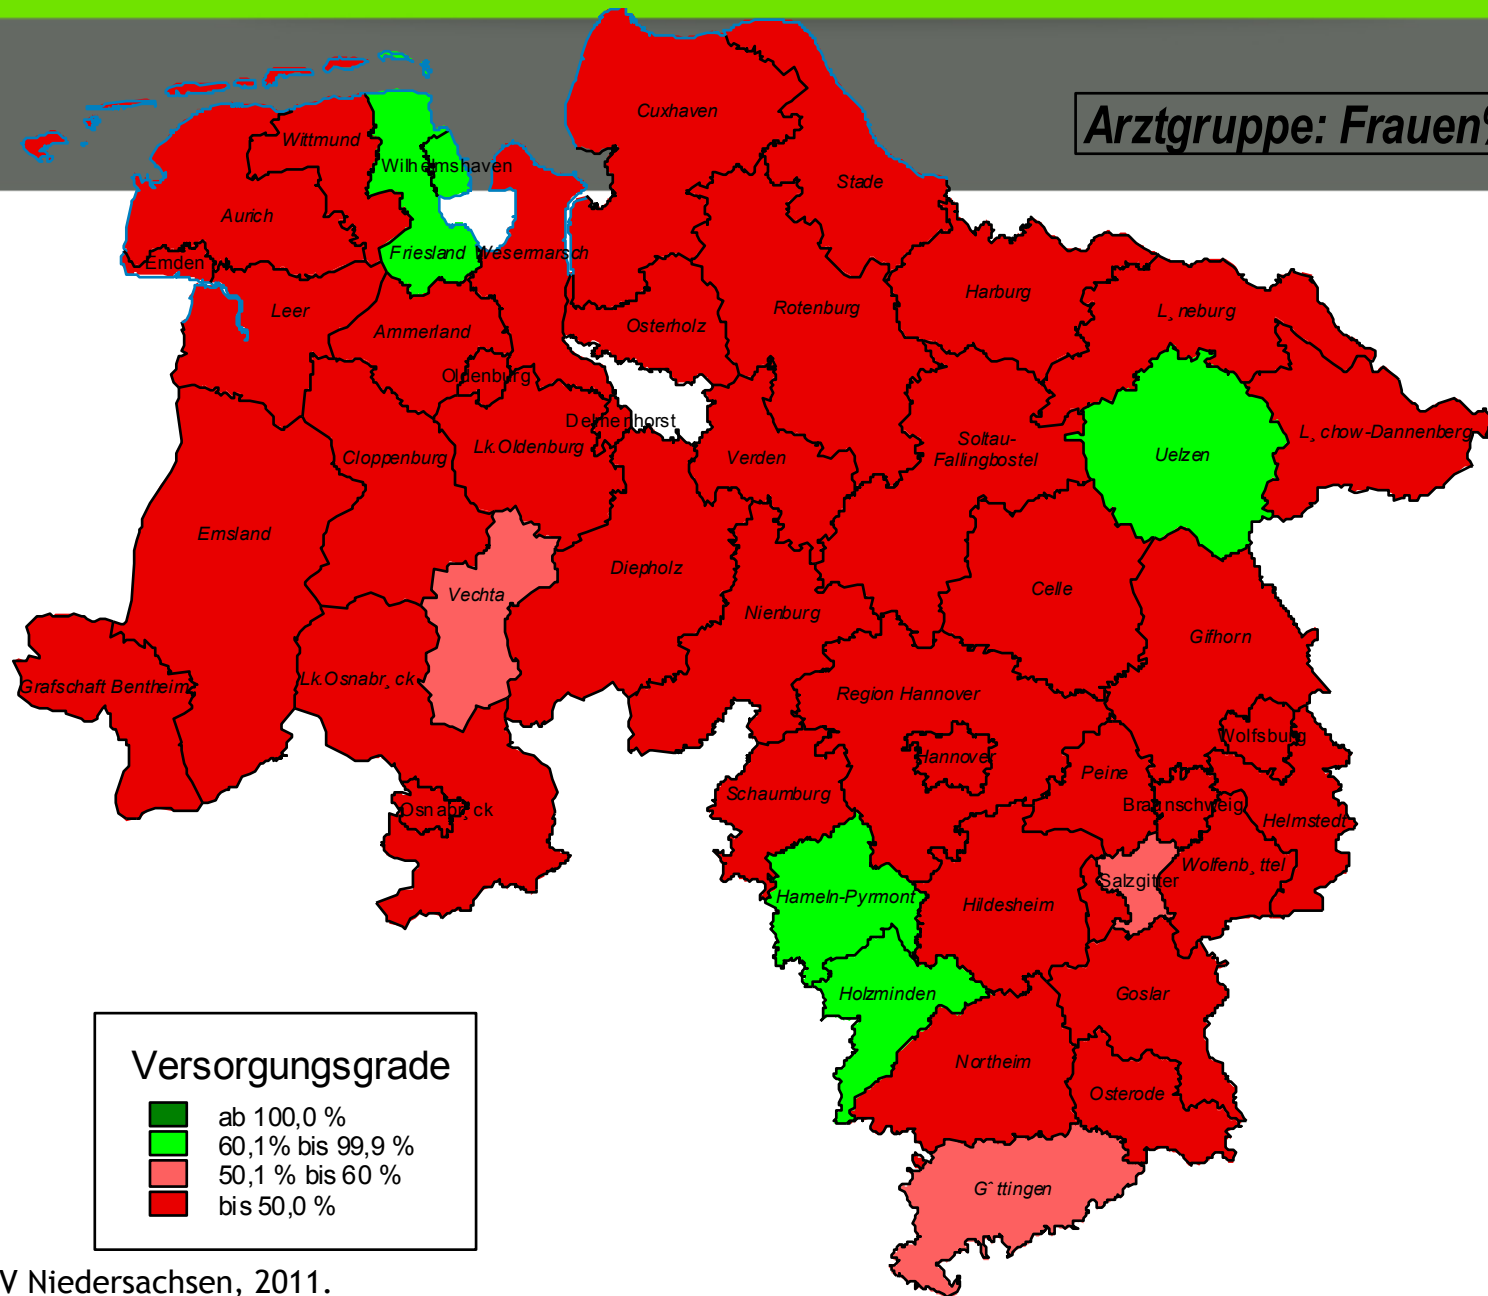 Arztgruppe: Frauen
Cuxhaven
Wittmund
Wilhelmshaven
Stade
Aurich
Friesland
Wesermarsch
Emden
Leer
Harburg
Rotenburg
L¸neburg
Ammerland
Osterholz
Oldenburg
Delmenhorst
L¸chow-Dannenberg
Soltau-
Fallingbostel
Lk.Oldenburg
Cloppenburg
Verden
Uelzen
Emsland
Diepholz
Celle
Vechta
Nienburg
Gifhorn
Grafschaft Bentheim
Lk.Osnabr¸ck
Region Hannover
Wolfsburg
Hannover
Peine
Schaumburg
Osnabr¸ck
Braunschweig
Helmstedt
Wolfenb¸ttel
Salzgitter
Hameln-Pyrmont
Hildesheim
Holzminden
Goslar
Northeim
Osterode
Gˆttingen
Versorgungsgrade
ab 100,0 %
60,1% bis 99,9 %
50,1 % bis 60 %
bis 50,0 %
V Niedersachsen, 2011.